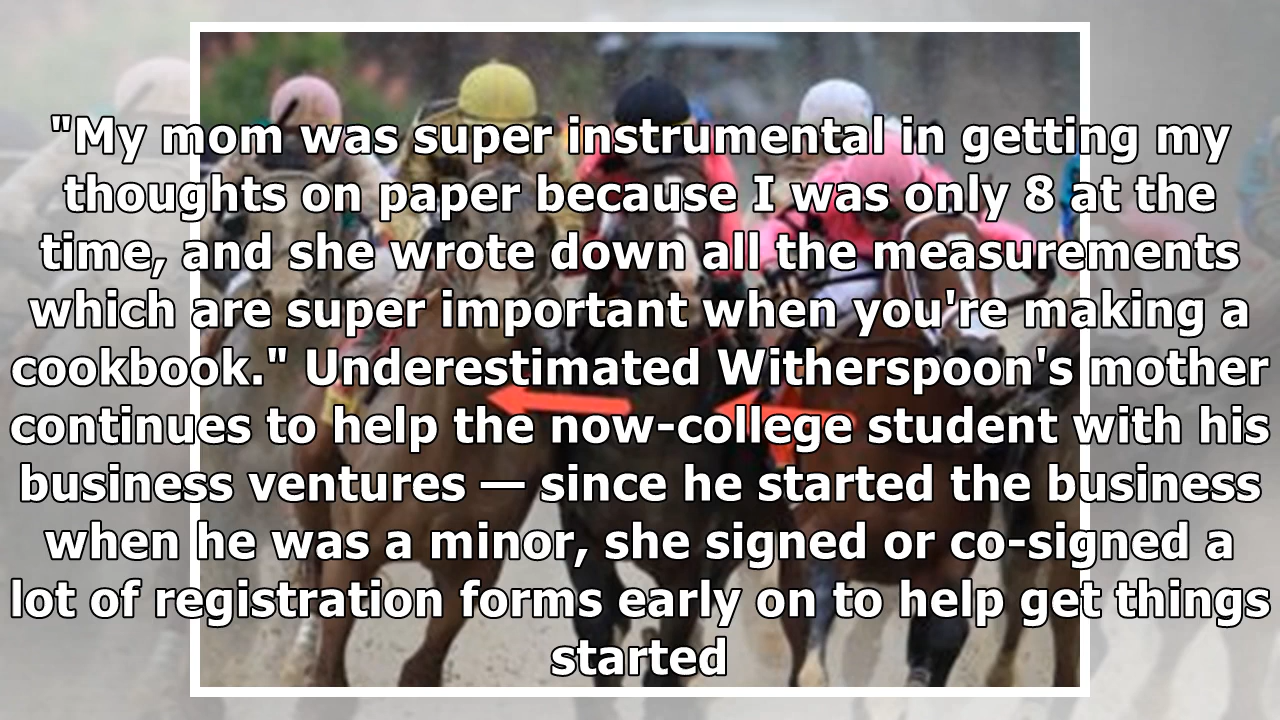 "My mom was super instrumental in getting my
thoughts on paper because I was only 8 at the
time, and she wrote down all the measurements
which are super important when you're making a
cookbook." Underestimated Witherspoon's mother
continues to help the now-college student with his
business ventures — since he started the business
when he was a minor, she signed or co-signed a
lot of registration forms early on to help get things
started